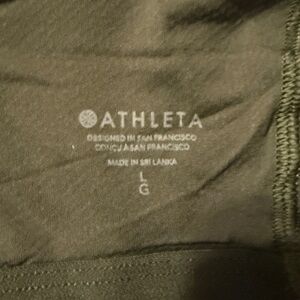 ATHLETA
DESIGNED IN SAN FRANCISCO
CONÇU À SAN FRANCISCO
MADE IN SRI LANKA
L
G